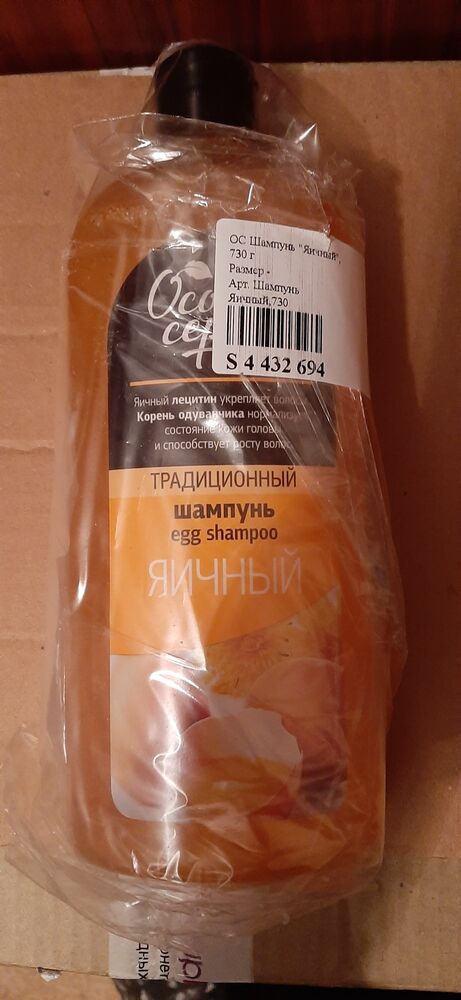 ОС Шампунь "Яичный",
730 г
Размер -
Арт. Шампунь
Яичный,730
S 4 432 694
Яичный лецитин укрепляет
Корень одуванчика
состояние кожи
и способствует росту волос
ТРАДИЦИОННЫЙ
шампунь
egg shampoo
ЯИЧНЫЙ